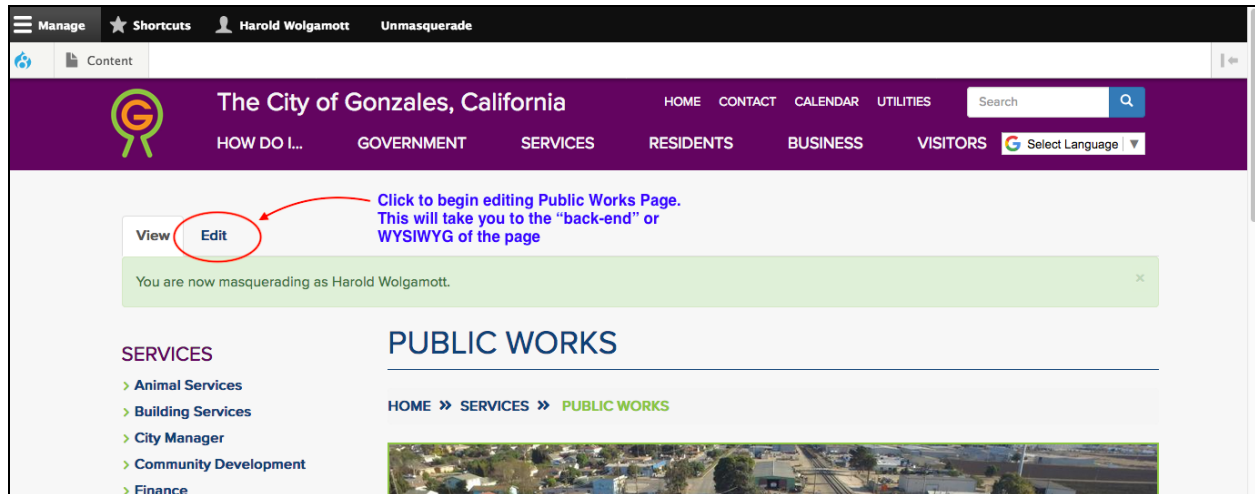 Manage Shortcuts Harold Wolgamott Unmasquerade
Content
G
The City of Gonzales, California
HOME CONTACT CALENDAR UTILITIES
Search
HOW DO I... GOVERNMENT SERVICES RESIDENTS BUSINESS VISITORS
G Select Language ▼
Click to begin editing Public Works Page.
This will take you to the “back-end” or
WYSIWYG of the page
View Edit
You are now masquerading as Harold Wolgamott. ×
SERVICES
> Animal Services
> Building Services
> City Manager
> Community Development
> Finance
PUBLIC WORKS
HOME » SERVICES » PUBLIC WORKS